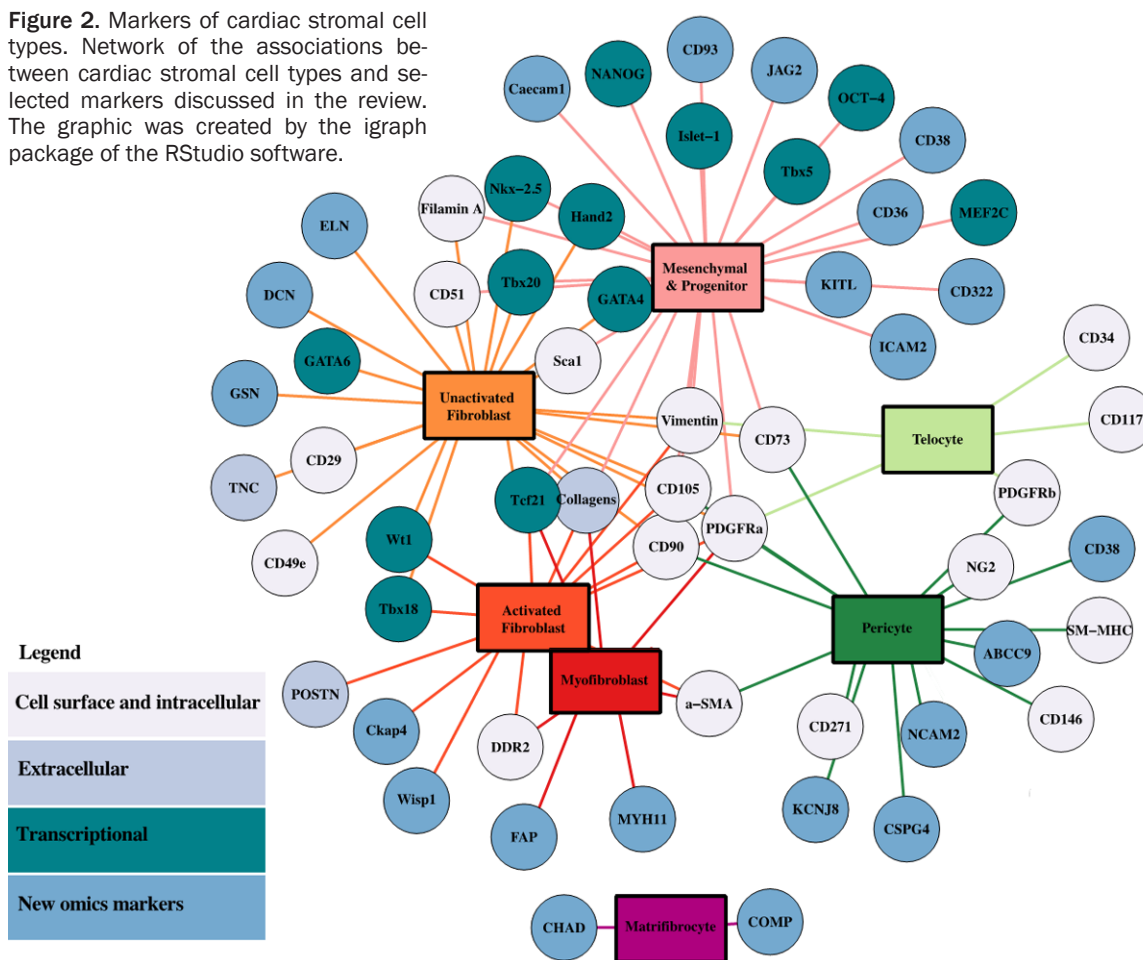 Figure 2. Markers of cardiac stromal cell
types. Network of the associations be-
tween cardiac stromal cell types and se-
lected markers discussed in the review.
The graphic was created by the igraph
package of the RStudio software.
CD93
NANOG
JAG2
Caecam1
OCT-4
Islet-1
CD38
Tbx5
Nkx-2.5
Filamin A
Hand2
CD36
MEF2C
ELN
Mesenchymal
& Progenitor
Tbx20
KITL
CD322
DCN
CD51
GATA4
CD34
ICAM2
GATA6
Sca1
GSN
Unactivated
Fibroblast
Vimentin
CD73
Telocyte
CD117
CD29
TNC
CD105
PDGFRb
Tcf21
Collagens
PDGFRa
Wt1
CD90
CD38
CD49e
NG2
Tbx18
Activated
Fibroblast
Pericyte
SM-MHC
Legend
ABCC9
Myofibroblast
POSTN
a-SMA
Cell surface and intracellular
CD146
CD271
NCAM2
Ckap4
DDR2
Extracellular
Wisp1
KCNJ8
MYH11
CSPG4
FAP
Transcriptional
New omics markers
CHAD
Matrifibrocyte
COMP